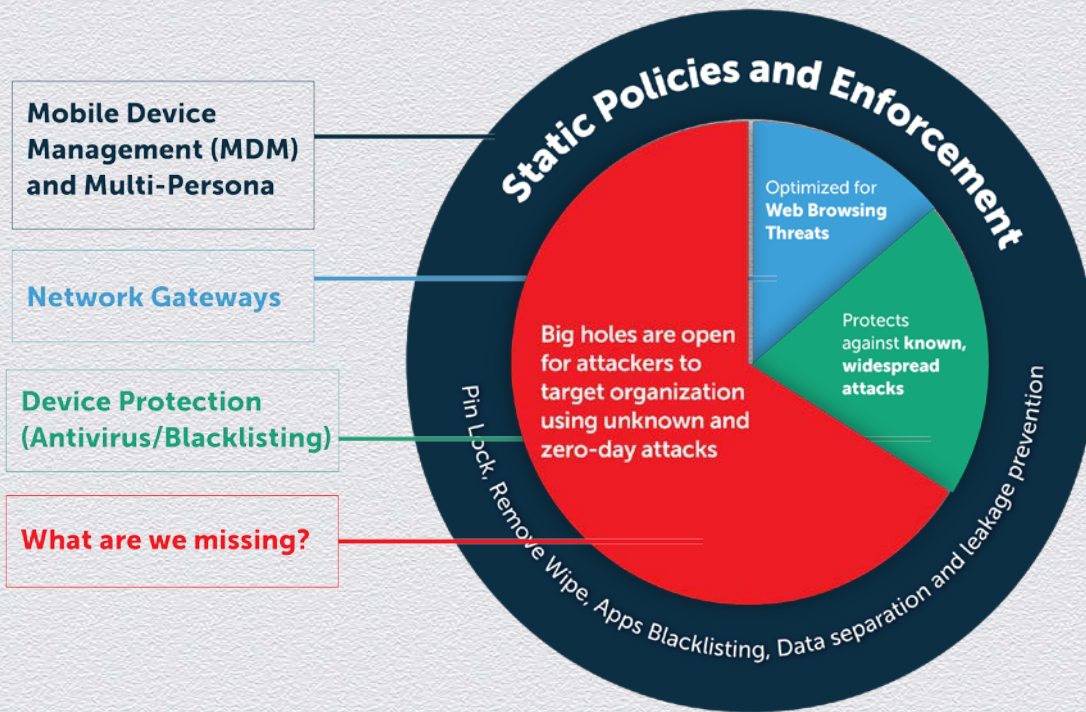 Static Policies and Enforcement
Mobile Device
Management (MDM)
and Multi-Persona
Network Gateways
Device Protection
(Antivirus/Blacklisting)
What are we missing?
Optimized for
Web Browsing
Threats
Protects
against known,
widespread
attacks
Big holes are open
for attackers to
target organization
using unknown and
zero-day attacks
Pin Lock, Remove Wipe, Apps Blacklisting, Data separation and leakage prevention